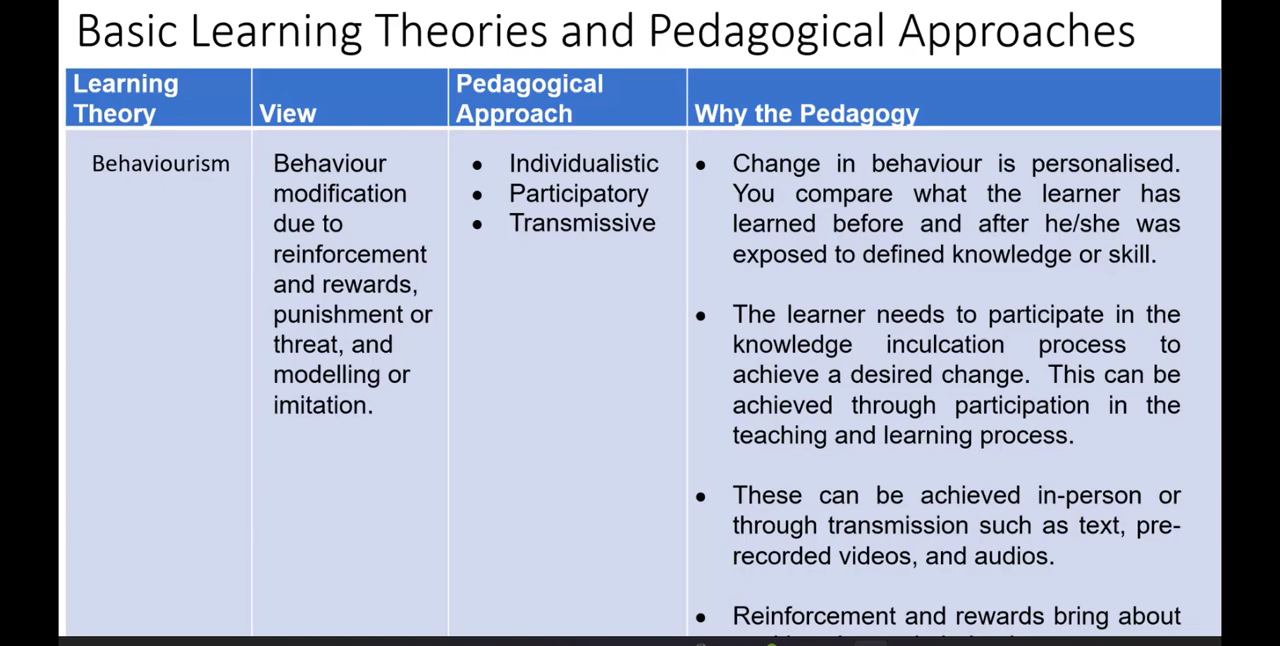 Basic Learning Theories and Pedagogical Approaches
Learning
Theory
View
Pedagogical
Approach
Why the Pedagogy
Behaviourism
Behaviour
modification
due to
reinforcement
and rewards,
punishment or
threat, and
modelling or
imitation.
• Individualistic
• Participatory
• Transmissive
• Change in behaviour is personalised.
You compare what the learner has
learned before and after he/she was
exposed to defined knowledge or skill.
• The learner needs to participate in the
knowledge inculcation process to
achieve a desired change. This can be
achieved through participation in the
teaching and learning process.
• These can be achieved in-person or
through transmission such as text, pre-
recorded videos, and audios.
• Reinforcement and rewards bring about